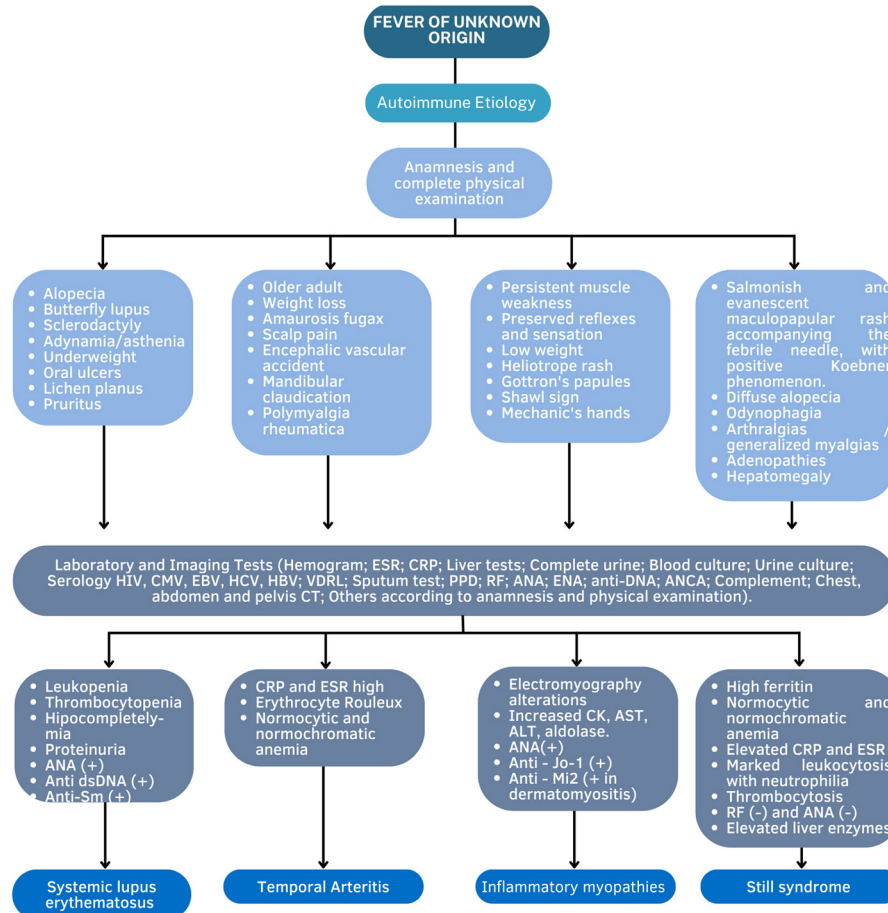 FEVER OF UNKNOWN
ORIGIN
Autoimmune Etiology
Anamnesis and
complete physical
examination
• Alopecia
• Butterfly lupus
• Sclerodactyly
• Adynamia/asthenia
• Underweight
• Oral ulcers
• Lichen planus
• Pruritus
• Older adult
• Weight loss
• Amaurosis fugax
• Scalp pain
• Encephalic vascular
accident
• Mandibular
claudication
• Polymyalgia
rheumatica
• Persistent muscle
weakness
• Preserved reflexes
and sensation
• Low weight
• Heliotrope rash
• Gottron's papules
• Shawl sign
• Mechanic's hands
• Salmonish and
evanescent
maculopapular rash
accompanying the
febrile needle, with
positive Koebner
phenomenon.
• Diffuse alopecia
• Odynophagia
• Arthralgias /
generalized myalgias
• Adenopathies
• Hepatomegaly
Laboratory and Imaging Tests (Hemogram; ESR; CRP; Liver tests; Complete urine; Blood culture; Urine culture;
Serology HIV, CMV, EBV, HCV, HBV; VDRL; Sputum test; PPD; RF; ANA; ENA; anti-DNA; ANCA; Complement; Chest,
abdomen and pelvis CT; Others according to anamnesis and physical examination).
• Leukopenia
• Thrombocytopenia
• Hipocompletely-
mia
• Proteinuria
• ANA (+)
• Anti dsDNA (+)
• Anti-Sm (+)
• CRP and ESR high
• Erythrocyte Rouleux
• Normocytic and
normochromatic
anemia
• Electromyography
alterations
• Increased CK, AST,
ALT, aldolase.
• ANA(+)
• Anti - Jo-1 (+)
• Anti - Mi2 (+ in
dermatomyositis)
• High ferritin
• Normocytic and
normochromatic
anemia
• Elevated CRP and ESR
• Marked leukocytosis
with neutrophilia
• Thrombocytosis
• RF (-) and ANA (-)
• Elevated liver enzymes
Systemic lupus
erythematosus
Temporal Arteritis
Inflammatory myopathies
Still syndrome